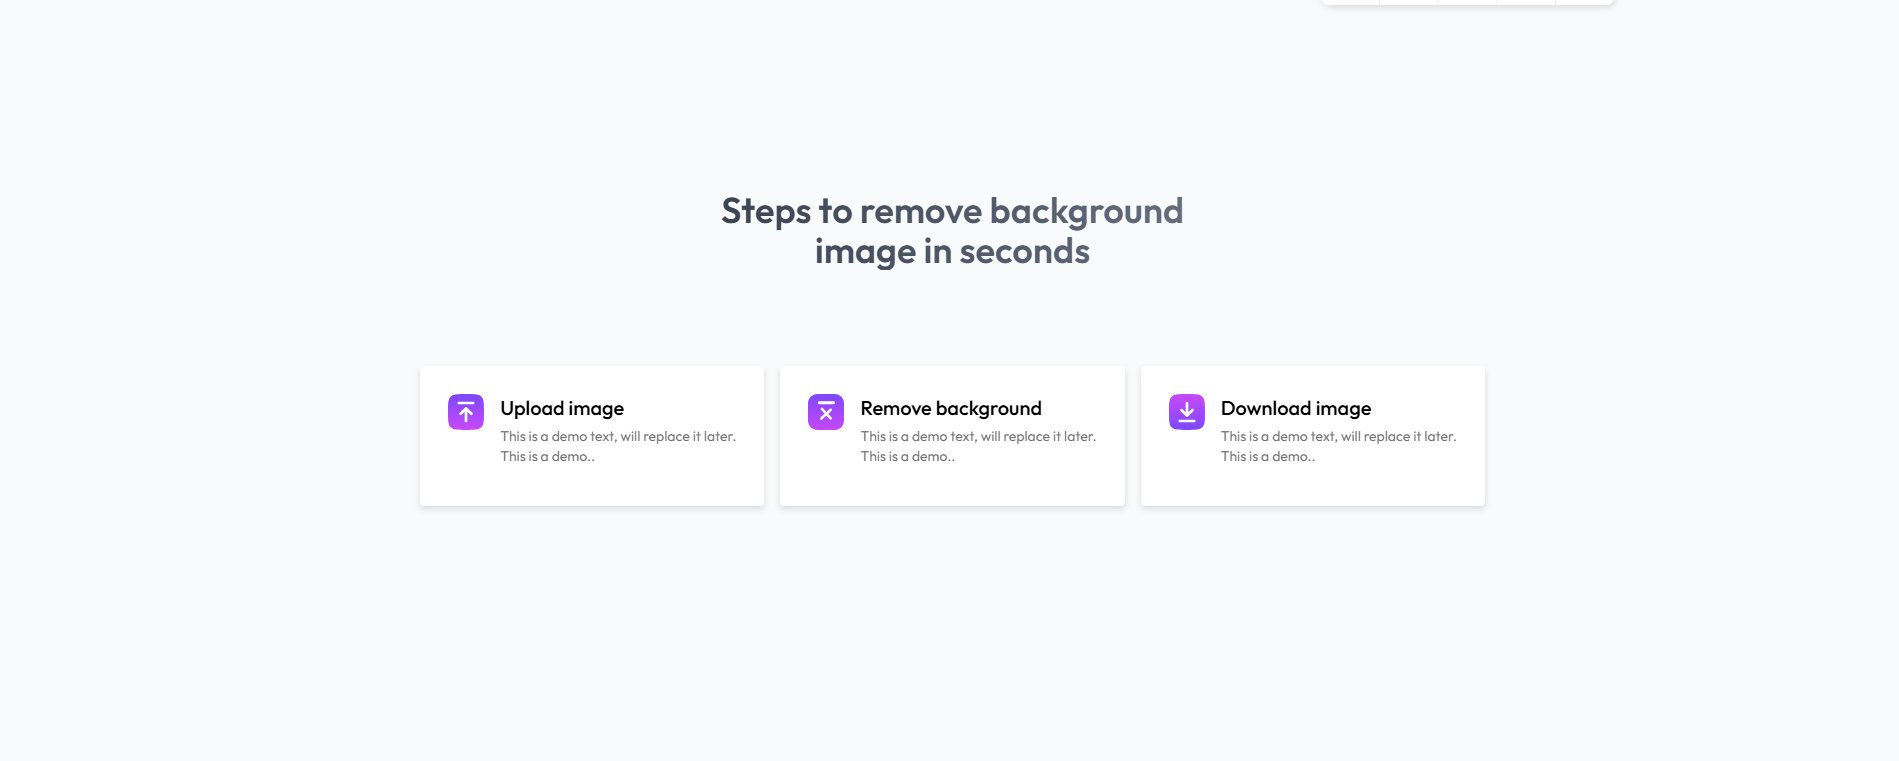 Steps to remove background
image in seconds
Upload image
This is a demo text, will replace it later.
This is a demo..
Remove background
This is a demo text, will replace it later.
This is a demo..
Download image
This is a demo text, will replace it later.
This is a demo..